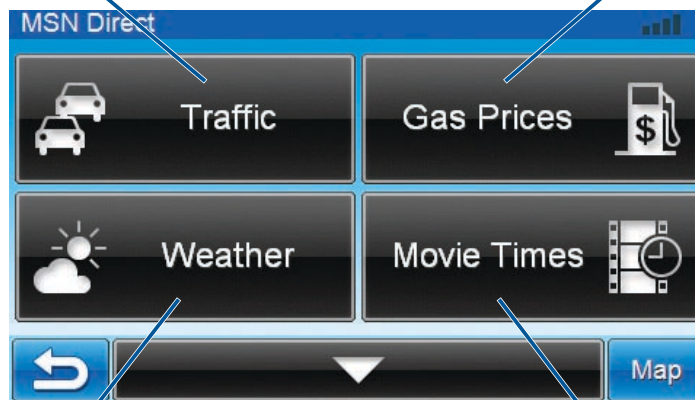 MSN Direct
Traffic
Gas Prices
$
Weather
Movie Times
Map